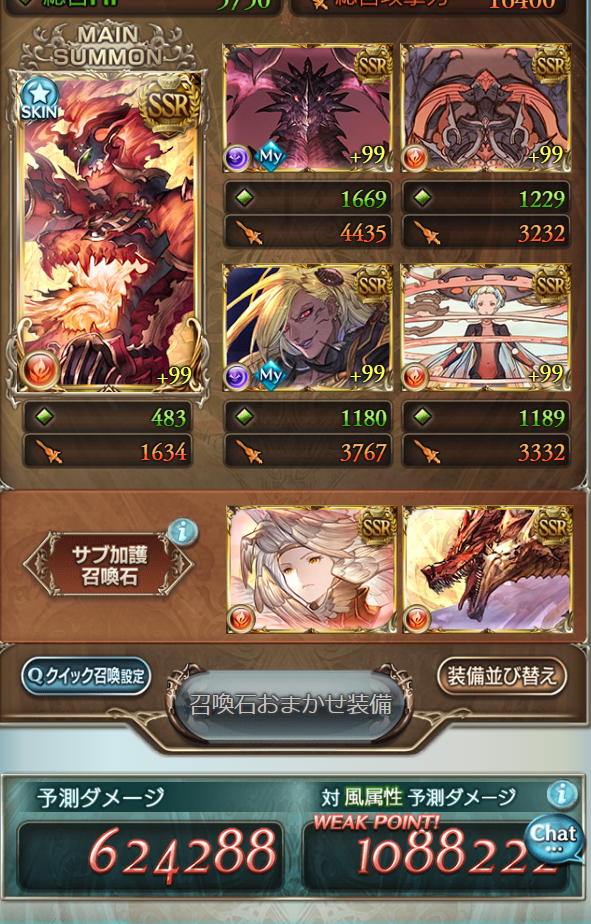 MAIN
SUMMON
SKIN
SSR
+99
483
1634
SSR
My
+99
1669
4435
SSR
+99
1229
3232
SSR
My
+99
1180
3767
SSR
+99
1189
3332
サブ加護
召喚石
i
SSR
SSR
Qクイック召喚設定
召喚石おまかせ装備
装備並び替え
予測ダメージ
624288
対 風属性 予測ダメージ
i
WEAK POINT!
Chat
...